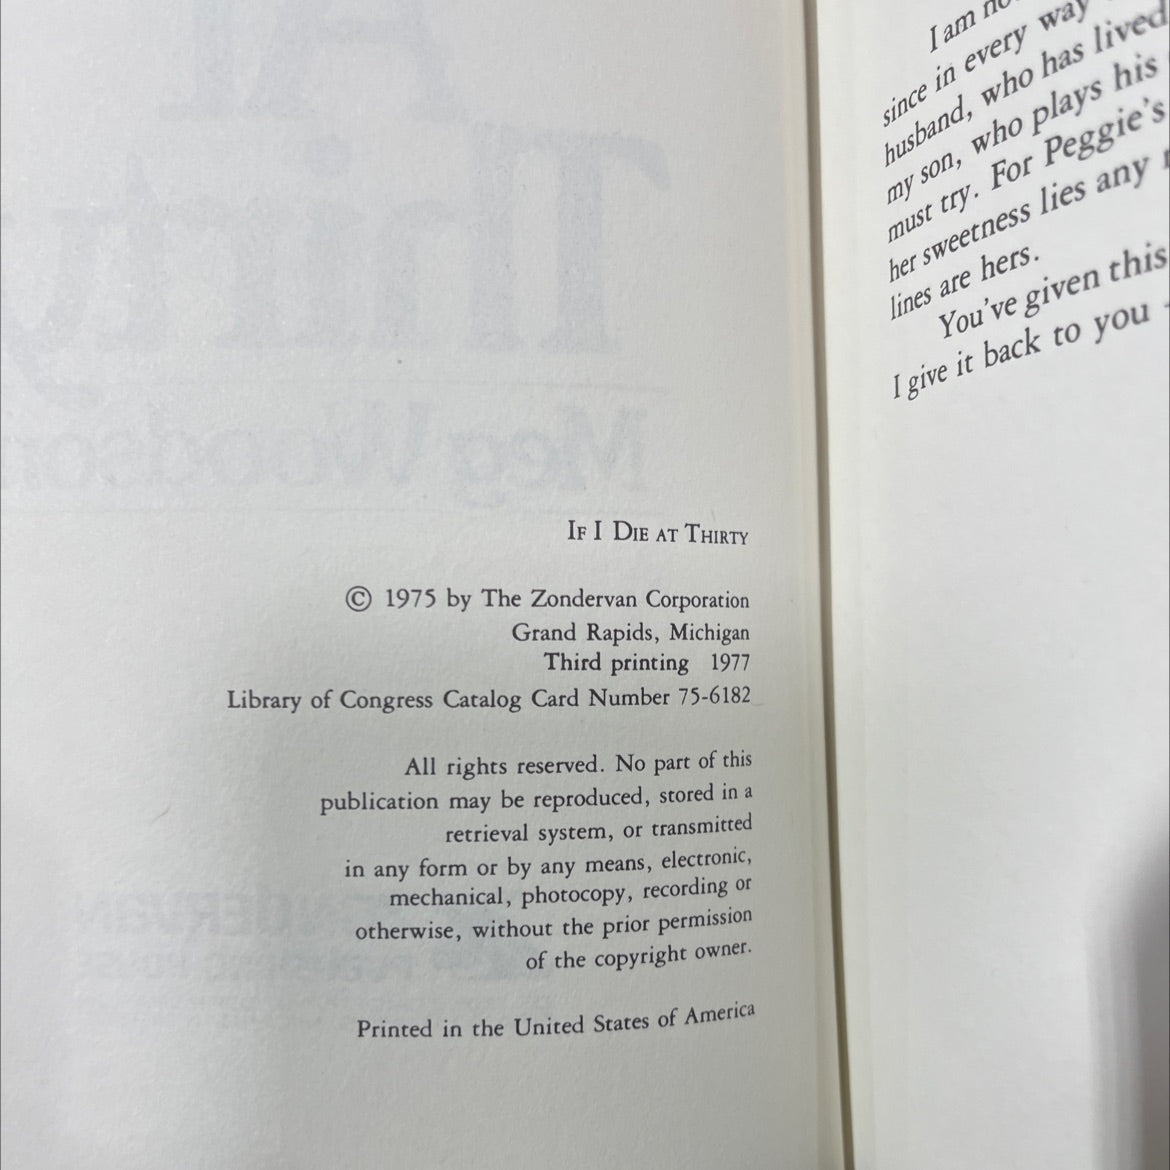 If I Die at Thirty
© 1975 by The Zondervan Corporation
Grand Rapids, Michigan
Third printing 1977
Library of Congress Catalog Card Number 75-6182
All rights reserved. No part of this
publication may be reproduced, stored in a
retrieval system, or transmitted
in any form or by any means, electronic,
mechanical, photocopy, recording or
otherwise, without the prior permission
of the copyright owner.
Printed in the United States of America
I am
since in every way
husband, who has lived
my son, who plays his
must try. For Peggie's
her sweetness lies any
lines are hers.
You've given this
I give it back to you